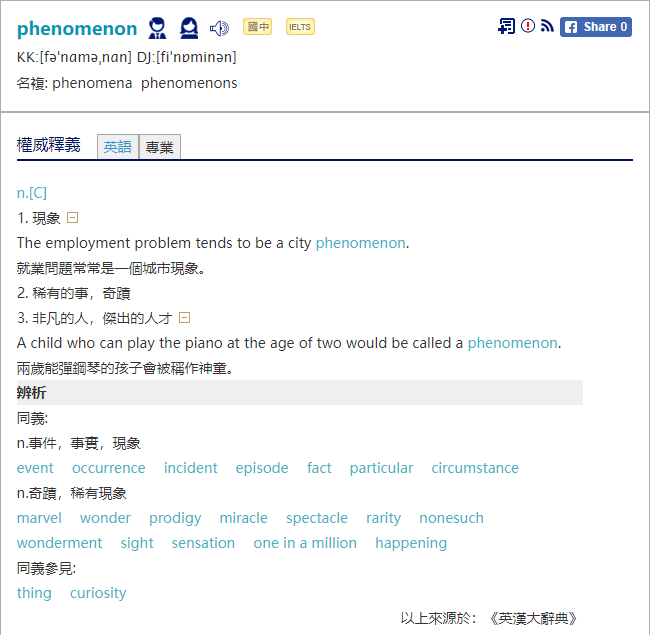 phenomenon 國中 IELTS Share 0
KK:[fəˈnɑməˌnɑn] DJ:[fiˈnɒminən]
名複: phenomena phenomenons
權威釋義 英語 專業
n.[C]
1. 現象
The employment problem tends to be a city phenomenon.
就業問題常常是一個城市現象。
2. 稀有的事，奇蹟
3. 非凡的人，傑出的人才
A child who can play the piano at the age of two would be called a phenomenon.
兩歲能彈鋼琴的孩子會被稱作神童。
辨析
同義:
n.事件，事實，現象
event occurrence incident episode fact particular circumstance
n.奇蹟，稀有現象
marvel wonder prodigy miracle spectacle rarity nonesuch
wonderment sight sensation one in a million happening
同義參見:
thing curiosity
以上來源於：《英漢大辭典》